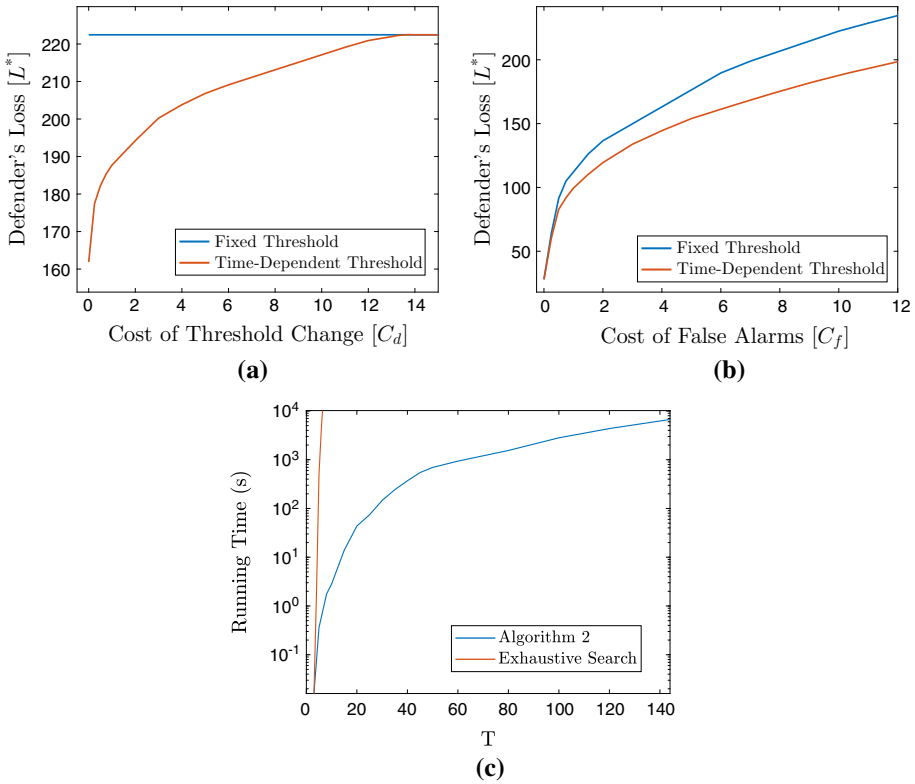 Defender's Loss [L*]
220
210
200
190
180
170
160
0 2 4 6 8 10 12 14
Fixed Threshold
Time-Dependent Threshold
Cost of Threshold Change [C_d]
(a)
Defender's Loss [L*]
200
150
100
50
0 2 4 6 8 10 12
Fixed Threshold
Time-Dependent Threshold
Cost of False Alarms [C_f]
(b)
Running Time (s)
10^4
10^3
10^2
10^1
10^0
10^-1
0 20 40 60 80 100 120 140
Algorithm 2
Exhaustive Search
T
(c)